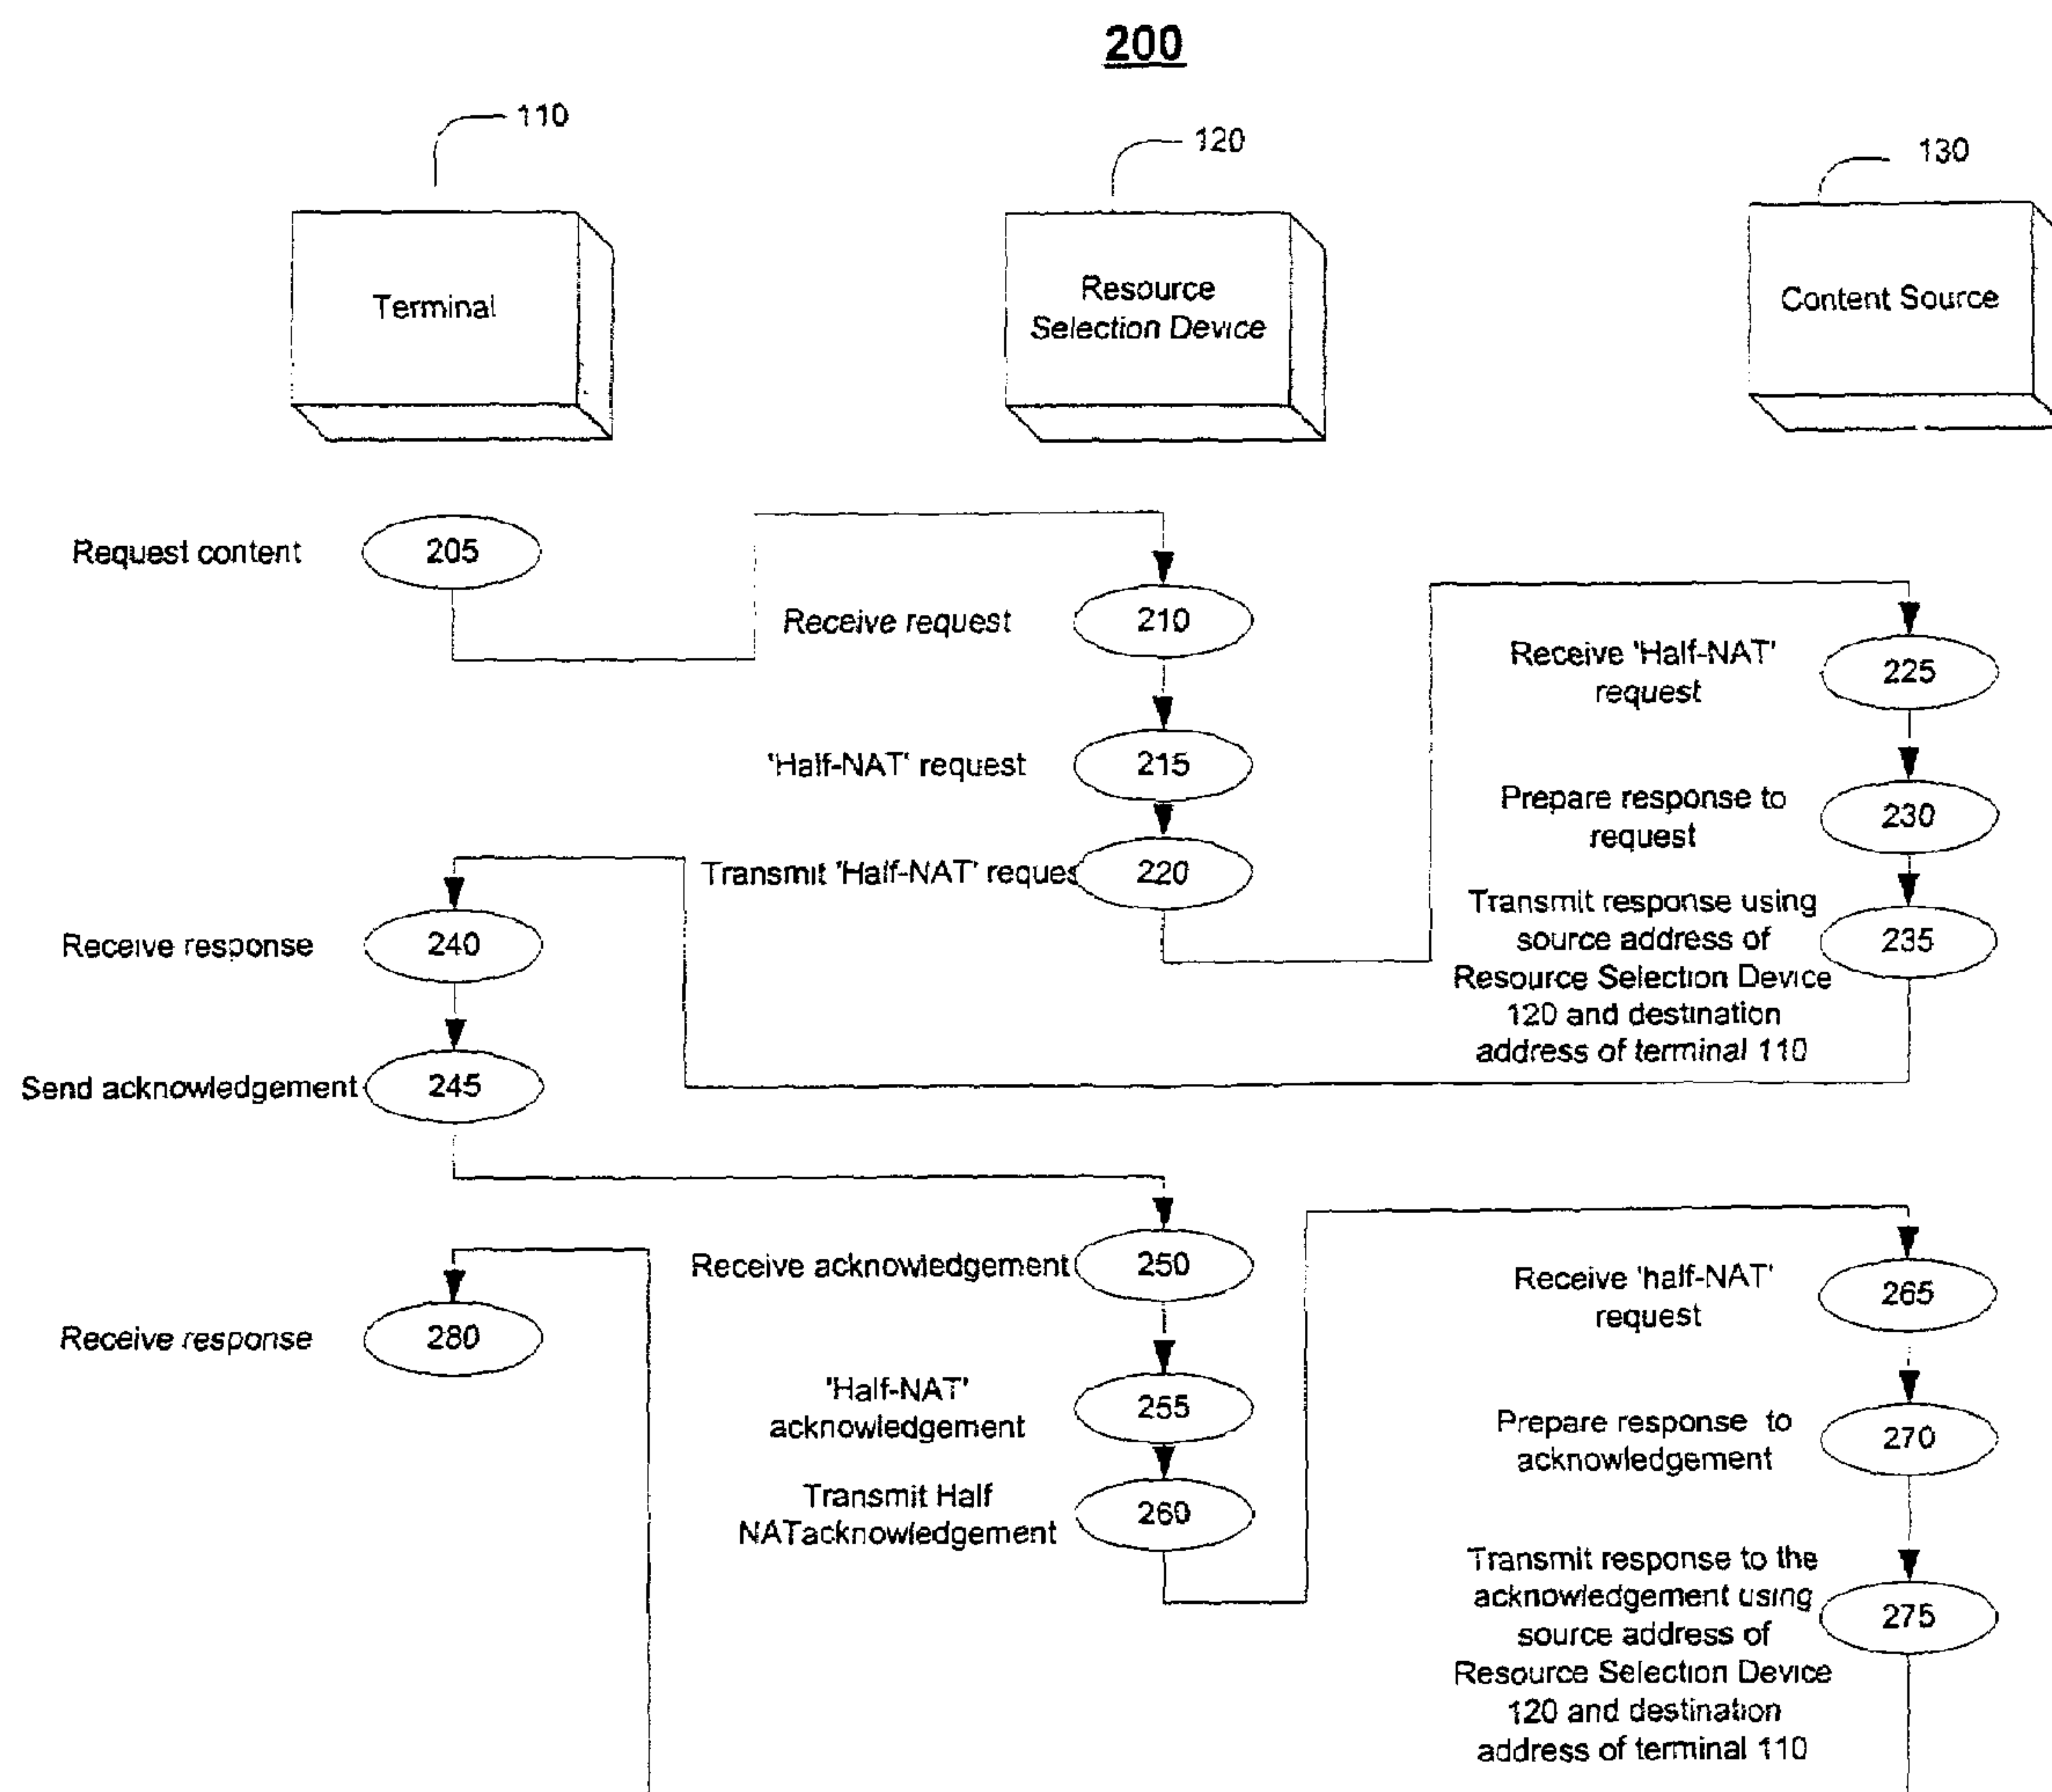 200
110
120
130
Terminal
Resource
Selection Device
Content Source
Request content
205
Receive request
210
Receive 'Half-NAT'
request
225
'Half-NAT' request
215
Prepare response to
request
230
Transmit 'Half-NAT' reques
220
Transmit response using
source address of
Resource Selection Device
120 and destination
address of terminal 110
235
Receive response
240
Send acknowledgement
245
Receive acknowledgement
250
Receive 'half-NAT'
request
265
Receive response
280
'Half-NAT'
acknowledgement
255
Prepare response to
acknowledgement
270
Transmit Half
NATacknowledgement
260
Transmit response to the
acknowledgement using
source address of
Resource Selection Device
120 and destination
address of terminal 110
275